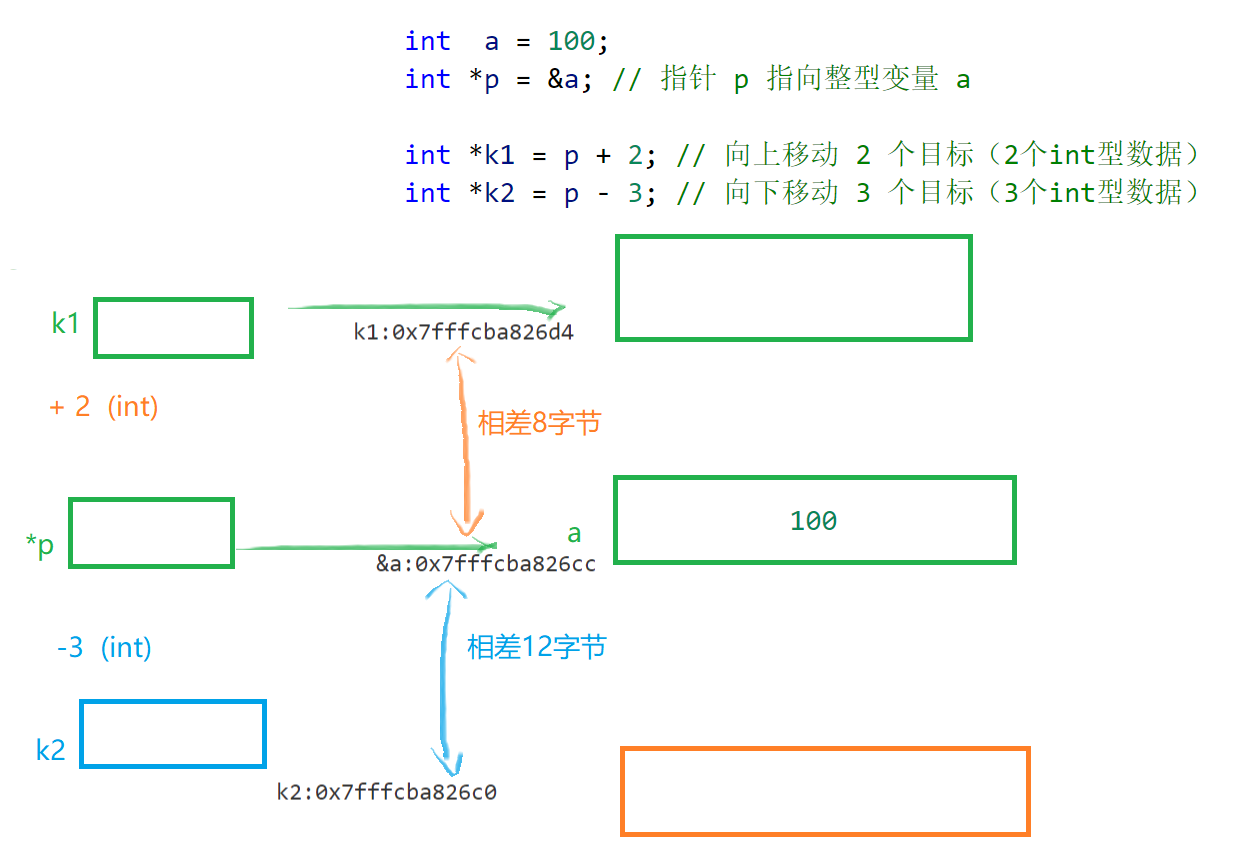 int  a = 100;
int *p = &a; // 指针 p 指向整型变量 a
int *k1 = p + 2; // 向上移动 2 个目标（2个int型数据）
int *k2 = p - 3; // 向下移动 3 个目标（3个int型数据）
k1
k1:0x7fffcba826d4
+ 2 (int)
相差8字节
*p
a
100
&a:0x7fffcba826cc
-3 (int)
相差12字节
k2
k2:0x7fffcba826c0